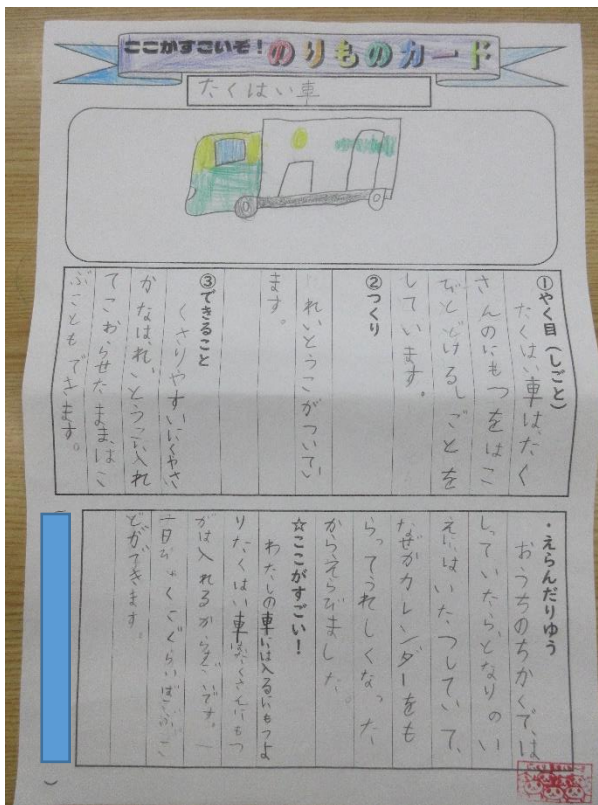 ここがすごいぞ！のりものカード
たくはい車
①やく目（しごと）
たくはい車は、たく
さんのにもつをはこ
びとどけるしごとを
しています。
②つくり
れいとうこがついてい
ます。
③できること
くさりやすいにくやさ
かなは、れいとうこに入れ
てこおらせたまま、はこ
ぶこともできます。
・えらんだりゆう
おうちのちかくで、は
しっていたら、となりのい
えにはいたつしていて、
なぜかカレンダーをも
らってうれしくなった
からえらびました。
☆ここがすごい！
わたしの車には入るにもつよ
りたくはい車はたくさんにもつ
が入れるからすごいです。一
日ひゃくこぐらいはこぶこ
とができます。